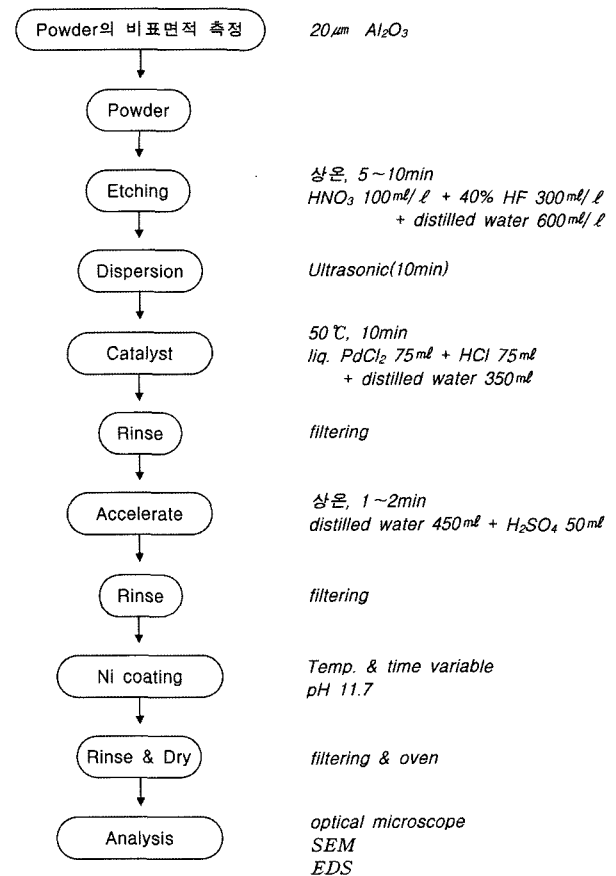 Powder의 비표면적 측정 20㎛ Al₂O₃
Powder
상온, 5~10min
Etching HNO₃ 100㎖/ℓ + 40% HF 300㎖/ℓ
+ distilled water 600㎖/ℓ
Dispersion Ultrasonic(10min)
50℃, 10min
Catalyst liq. PdCl₂ 75㎖ + HCl 75㎖
+ distilled water 350㎖
Rinse filtering
상온, 1~2min
Accelerate distilled water 450㎖ + H₂SO₄ 50㎖
Rinse filtering
Ni coating Temp. & time variable
pH 11.7
Rinse & Dry filtering & oven
optical microscope
Analysis SEM
EDS